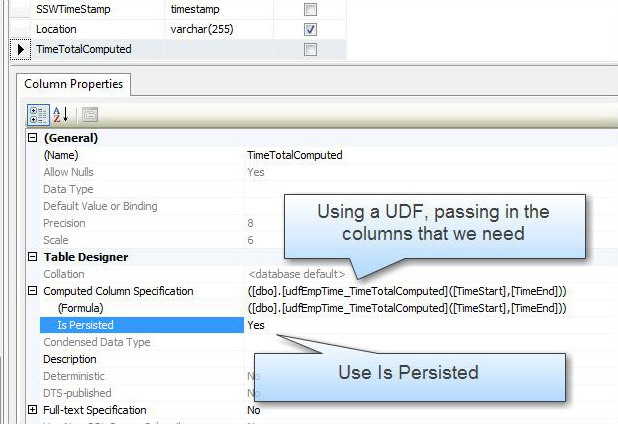 SSWTimeStamp timestamp
Location varchar(255)
TimeTotalComputed
Column Properties
(General)
(Name) TimeTotalComputed
Allow Nulls Yes
Data Type
Default Value or Binding
Precision 8
Scale 6
Using a UDF, passing in the
columns that we need
Table Designer
Collation <database default>
Computed Column Specification ([dbo].[udfEmpTime_TimeTotalComputed]([TimeStart],[TimeEnd]))
(Formula) ([dbo].[udfEmpTime_TimeTotalComputed]([TimeStart],[TimeEnd]))
Is Persisted Yes
Condensed Data Type
Description
Use Is Persisted
Deterministic No
DTS-published No
Full-text Specification No